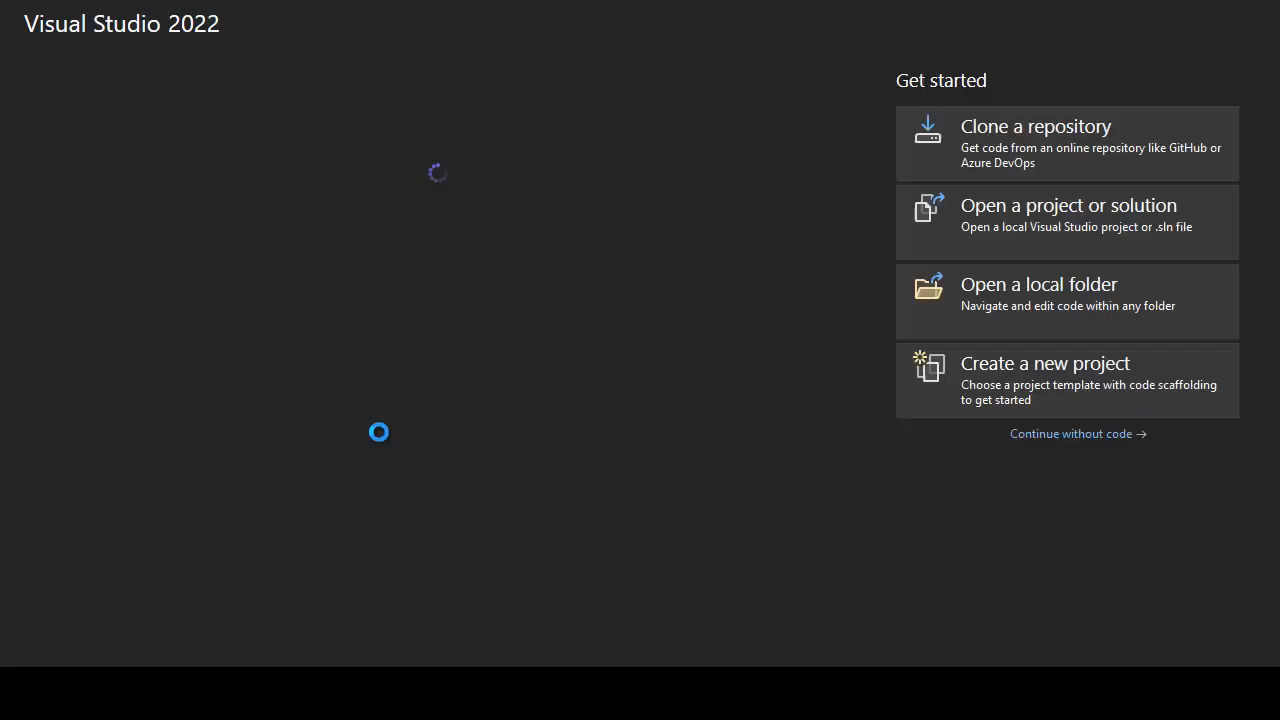 Visual Studio 2022
Get started
Clone a repository
Get code from an online repository like GitHub or
Azure DevOps
Open a project or solution
Open a local Visual Studio project or .sln file
Open a local folder
Navigate and edit code within any folder
Create a new project
Choose a project template with code scaffolding
to get started
Continue without code →